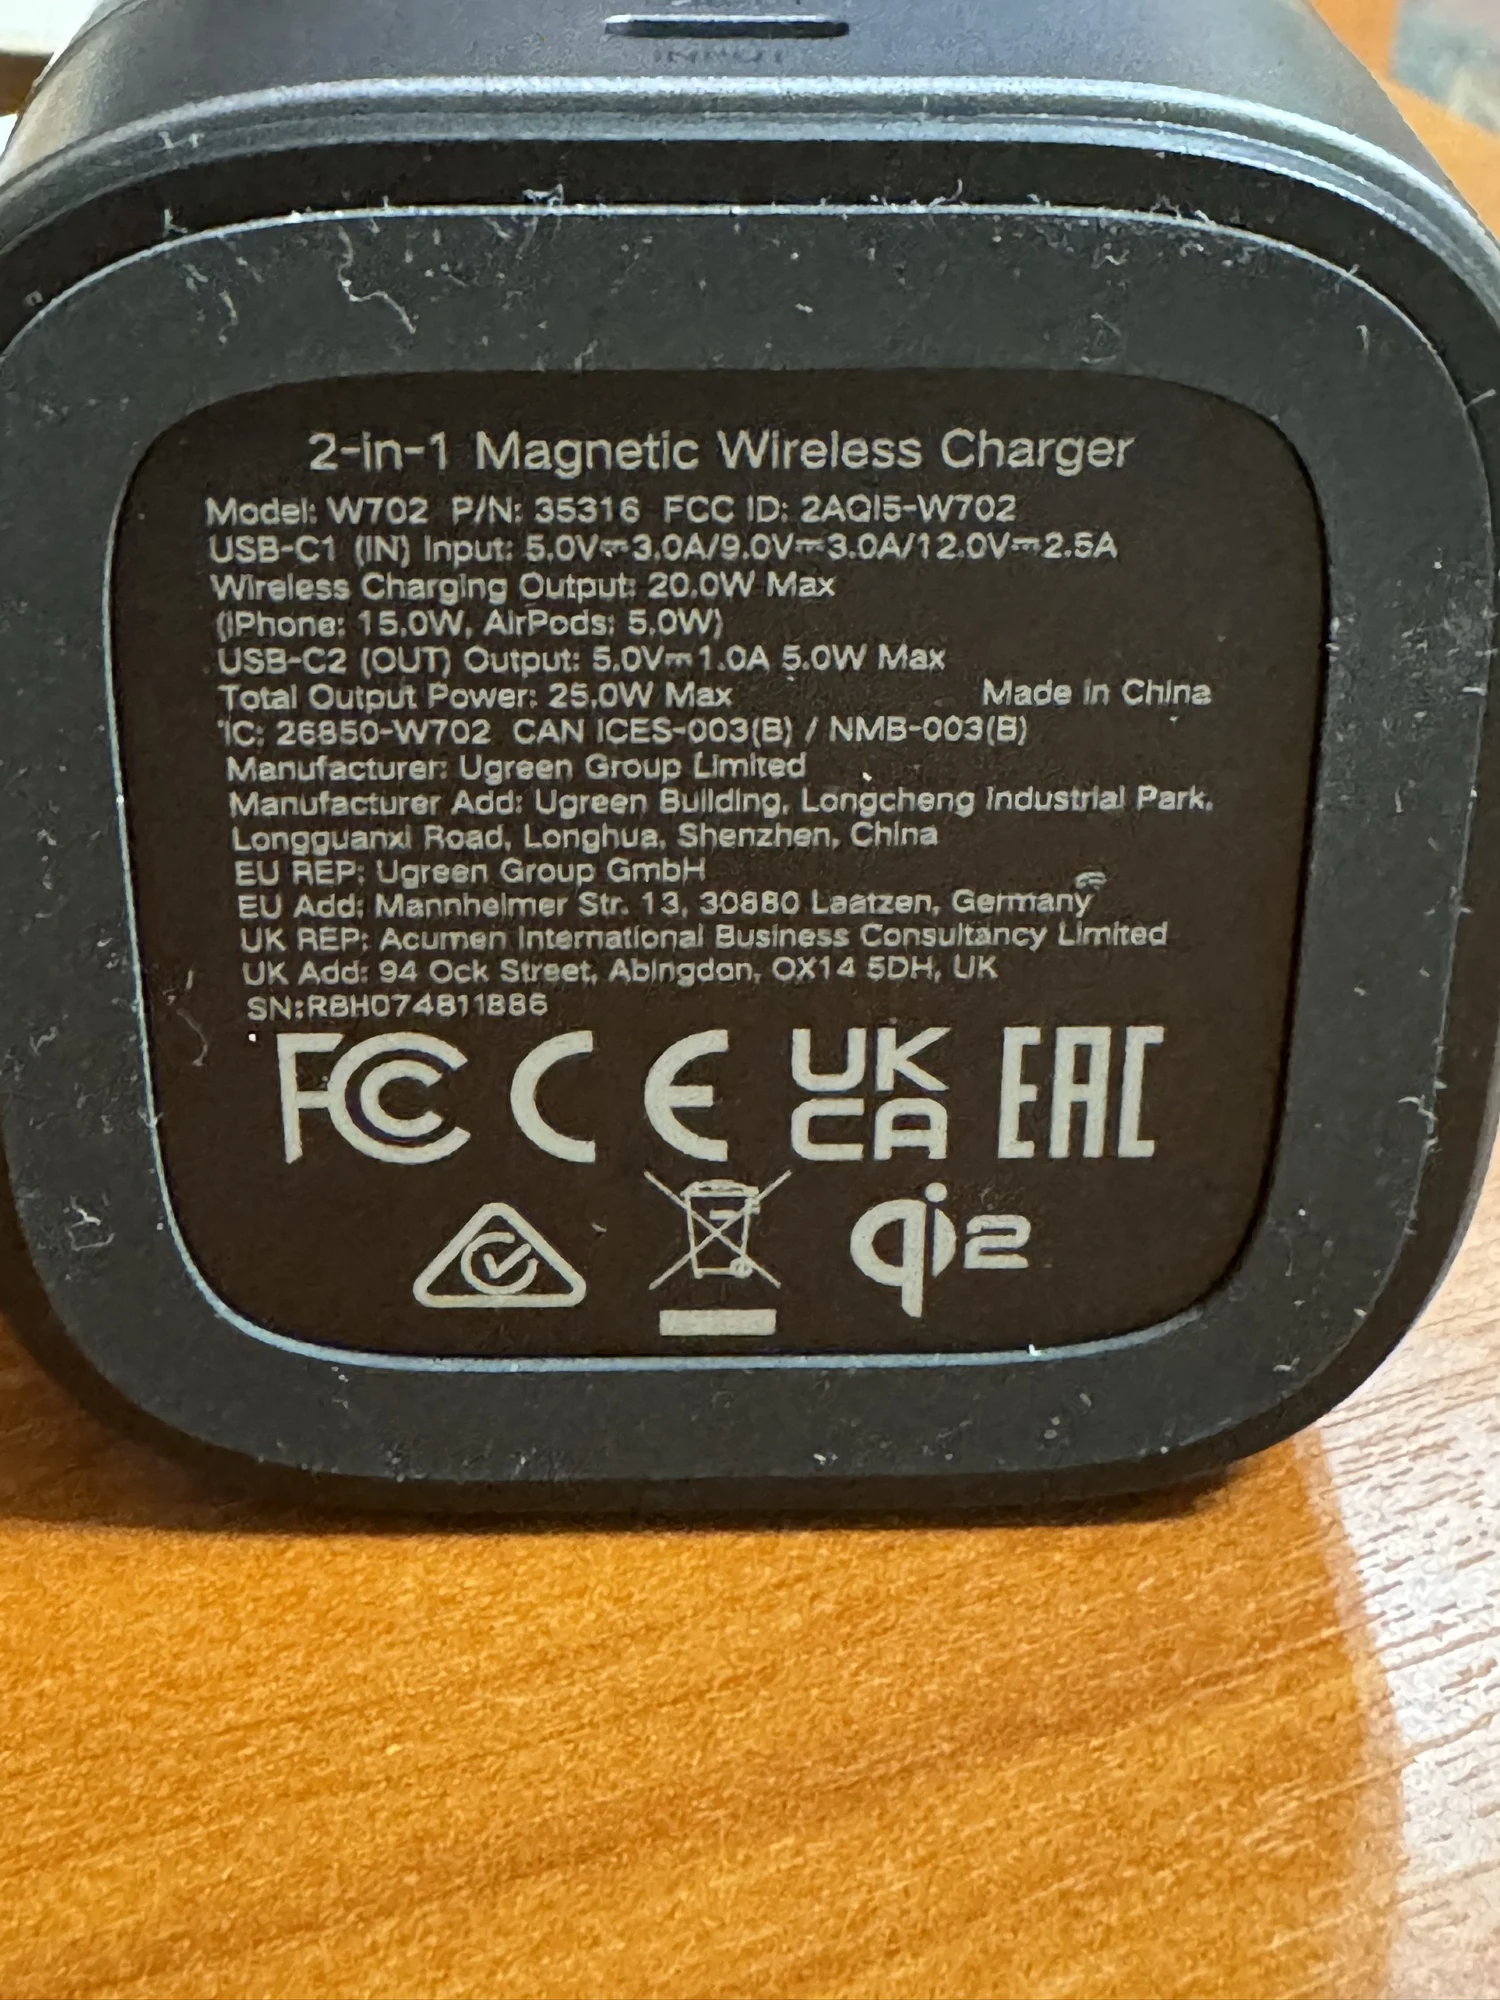 INPUT
2-in-1 Magnetic Wireless Charger
Model: W702 P/N: 35316 FCC ID: 2AQI5-W702
USB-C1 (IN) Input: 5.0V⎓3.0A/9.0V⎓3.0A/12.0V⎓2.5A
Wireless Charging Output: 20.0W Max
(iPhone: 15.0W, AirPods: 5.0W)
USB-C2 (OUT) Output: 5.0V⎓1.0A 5.0W Max
Total Output Power: 25.0W Max Made in China
IC: 26850-W702 CAN ICES-003(B) / NMB-003(B)
Manufacturer: Ugreen Group Limited
Manufacturer Add: Ugreen Building, Longcheng Industrial Park,
Longguanxi Road, Longhua, Shenzhen, China
EU REP: Ugreen Group GmbH
EU Add: Mannheimer Str. 13, 30880 Laatzen, Germany
UK REP: Acumen International Business Consultancy Limited
UK Add: 94 Ock Street, Abingdon, OX14 5DH, UK
SN:RBH074811886
FC CE UK CA EAC
qi2